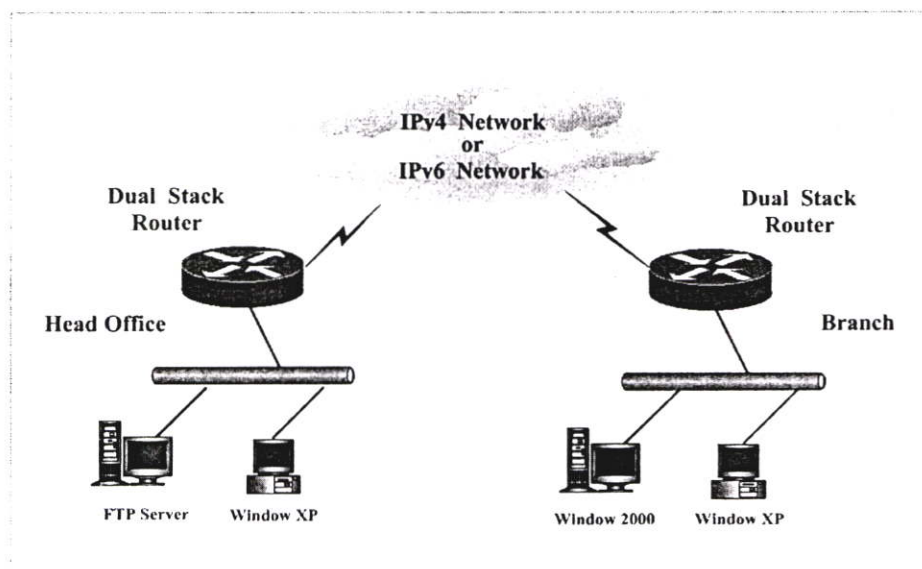 IPv4 Network
or
IPv6 Network
Dual Stack
Router
Dual Stack
Router
Head Office
Branch
FTP Server
Window XP
Window 2000
Window XP